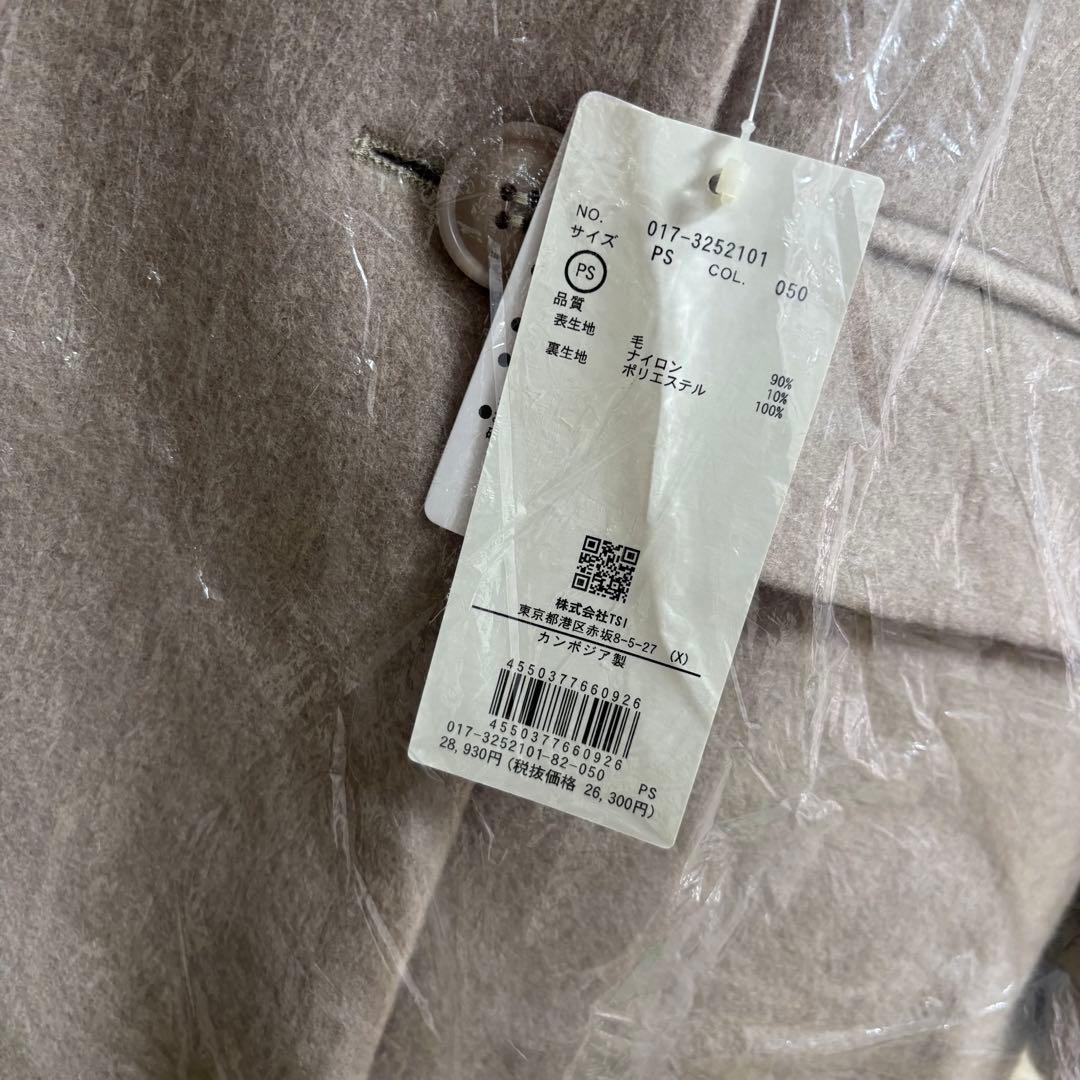 NO. 017-3252101
サイズ PS COL. 050
PS
品質
表生地 毛 90%
ナイロン 10%
裏生地 ポリエステル 100%
株式会社TSI
東京都港区赤坂8-5-27 (X)
カンボジア製
4550377660926
4550377660926
017-3252101-82-050 PS
28,930円(税抜価格 26,300円)